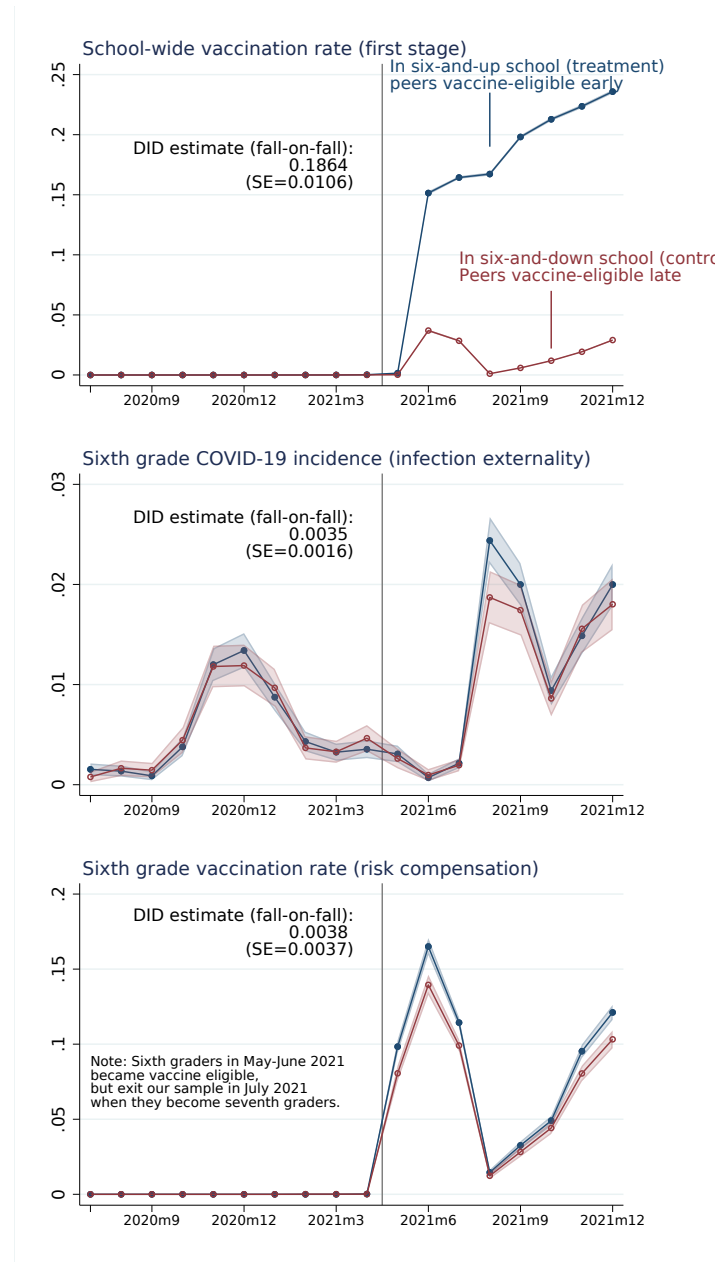 School-wide vaccination rate (first stage)
In six-and-up school (treatment)
peers vaccine-eligible early
DID estimate (fall-on-fall):
0.1864
(SE=0.0106)
In six-and-down school (contro
Peers vaccine-eligible late
.25
.2
.15
.1
.05
0
2020m9 2020m12 2021m3 2021m6 2021m9 2021m12
Sixth grade COVID-19 incidence (infection externality)
DID estimate (fall-on-fall):
0.0035
(SE=0.0016)
.03
.02
.01
0
2020m9 2020m12 2021m3 2021m6 2021m9 2021m12
Sixth grade vaccination rate (risk compensation)
DID estimate (fall-on-fall):
0.0038
(SE=0.0037)
Note: Sixth graders in May-June 2021
became vaccine eligible,
but exit our sample in July 2021
when they become seventh graders.
.2
.15
.1
.05
0
2020m9 2020m12 2021m3 2021m6 2021m9 2021m12